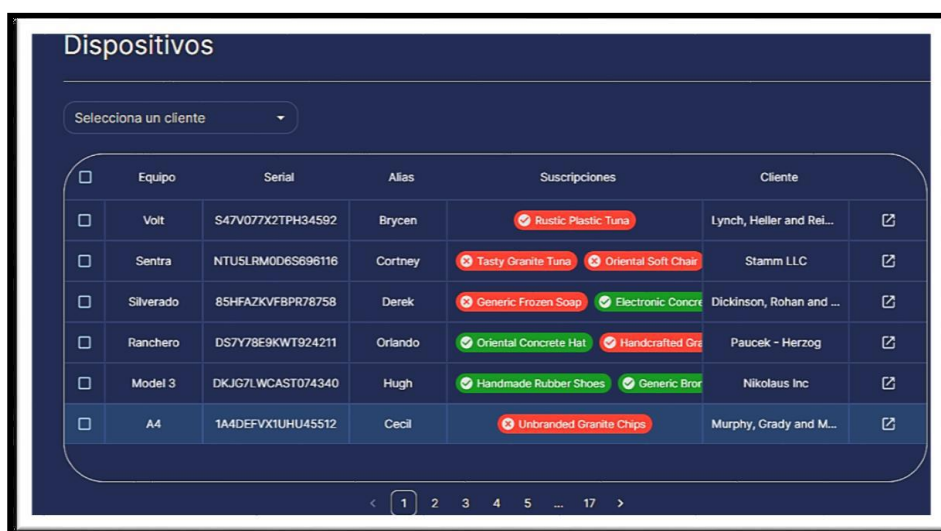 Dispositivos
Selecciona un cliente
Equipo Serial Alias Suscripciones Cliente
Volt S47V077X2TPH34592 Brycen Rustic Plastic Tuna Lynch, Heller and Rei...
Sentra NTU5LRM0D6S696116 Cortney Tasty Granite Tuna Oriental Soft Chair Stamm LLC
Silverado 85HFAZKVFBPR78758 Derek Generic Frozen Soap Electronic Concre Dickinson, Rohan and ...
Ranchero DS7Y78E9KWT924211 Orlando Oriental Concrete Hat Handcrafted Gra Paucek - Herzog
Model 3 DKJG7LWCAST074340 Hugh Handmade Rubber Shoes Generic Bror Nikolaus Inc
A4 1A4DEFVX1UHU45512 Cecil Unbranded Granite Chips Murphy, Grady and M...
< 1 2 3 4 5 ... 17 >